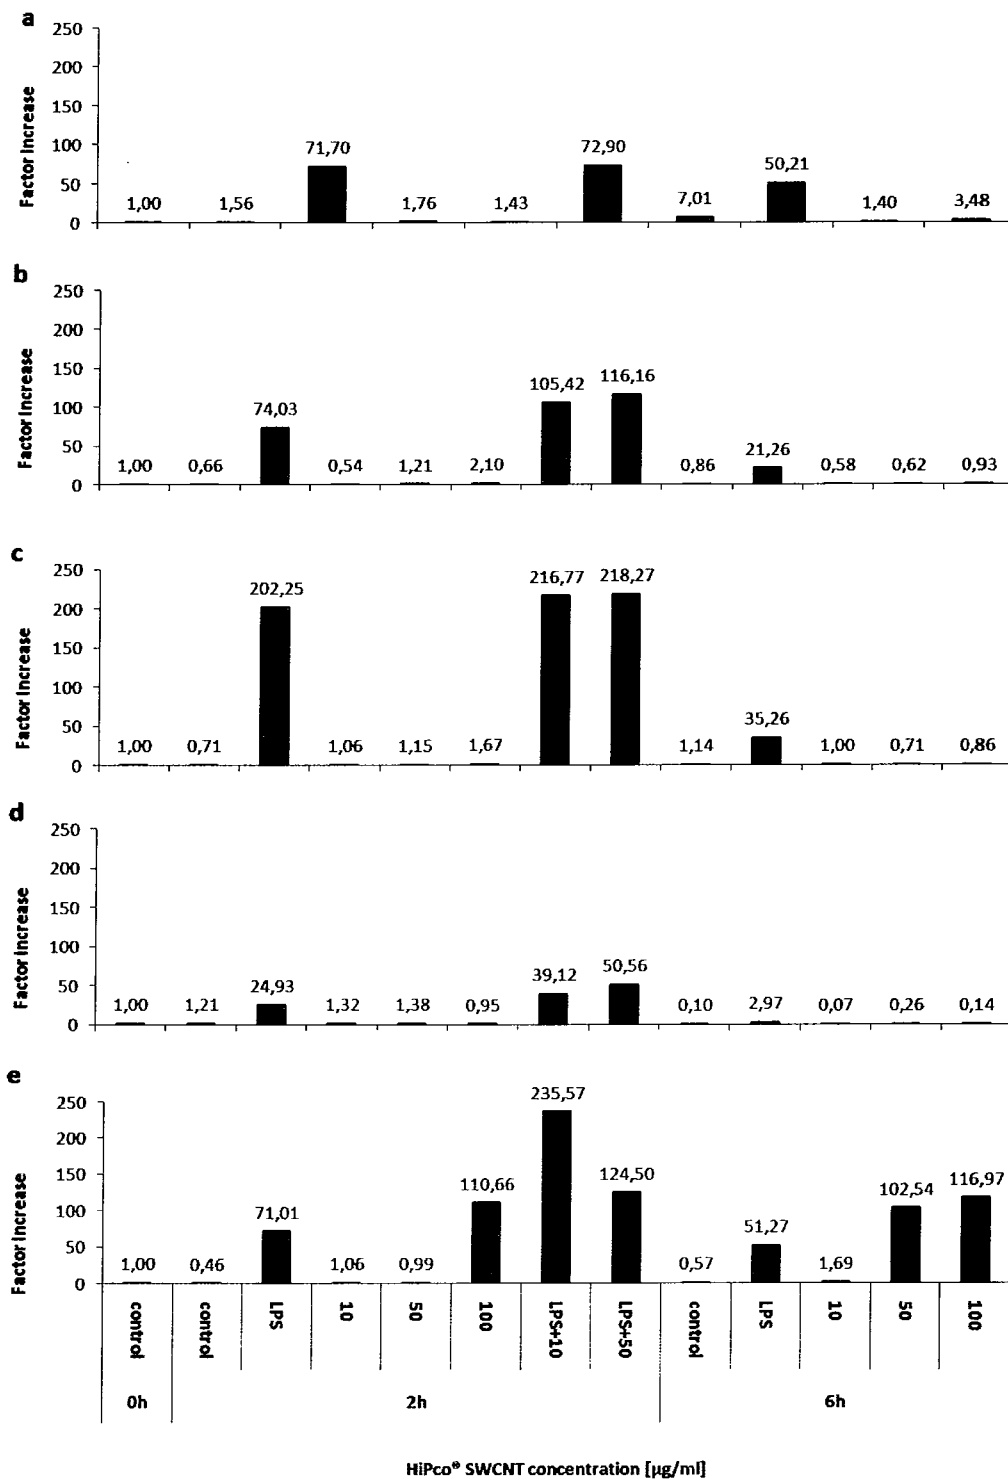 a
250
200
150
100
50
0
Factor Increase
1,00 1,56 71,70 1,76 1,43 72,90 7,01 50,21 1,40 3,48
b
250
200
150
100
50
0
Factor Increase
1,00 0,66 74,03 0,54 1,21 2,10 105,42 116,16 0,86 21,26 0,58 0,62 0,93
c
250
200
150
100
50
0
Factor Increase
1,00 0,71 202,25 1,06 1,15 1,67 216,77 218,27 1,14 35,26 1,00 0,71 0,86
d
250
200
150
100
50
0
Factor Increase
1,00 1,21 24,93 1,32 1,38 0,95 39,12 50,56 0,10 2,97 0,07 0,26 0,14
e
250
200
150
100
50
0
Factor Increase
1,00 0,46 71,01 1,06 0,99 110,66 235,57 124,50 0,57 51,27 1,69 102,54 116,97
control control LPS 10 50 100 LPS+10 LPS+50 control LPS 10 50 100
0h 2h 6h
HiPco® SWCNT concentration [µg/ml]